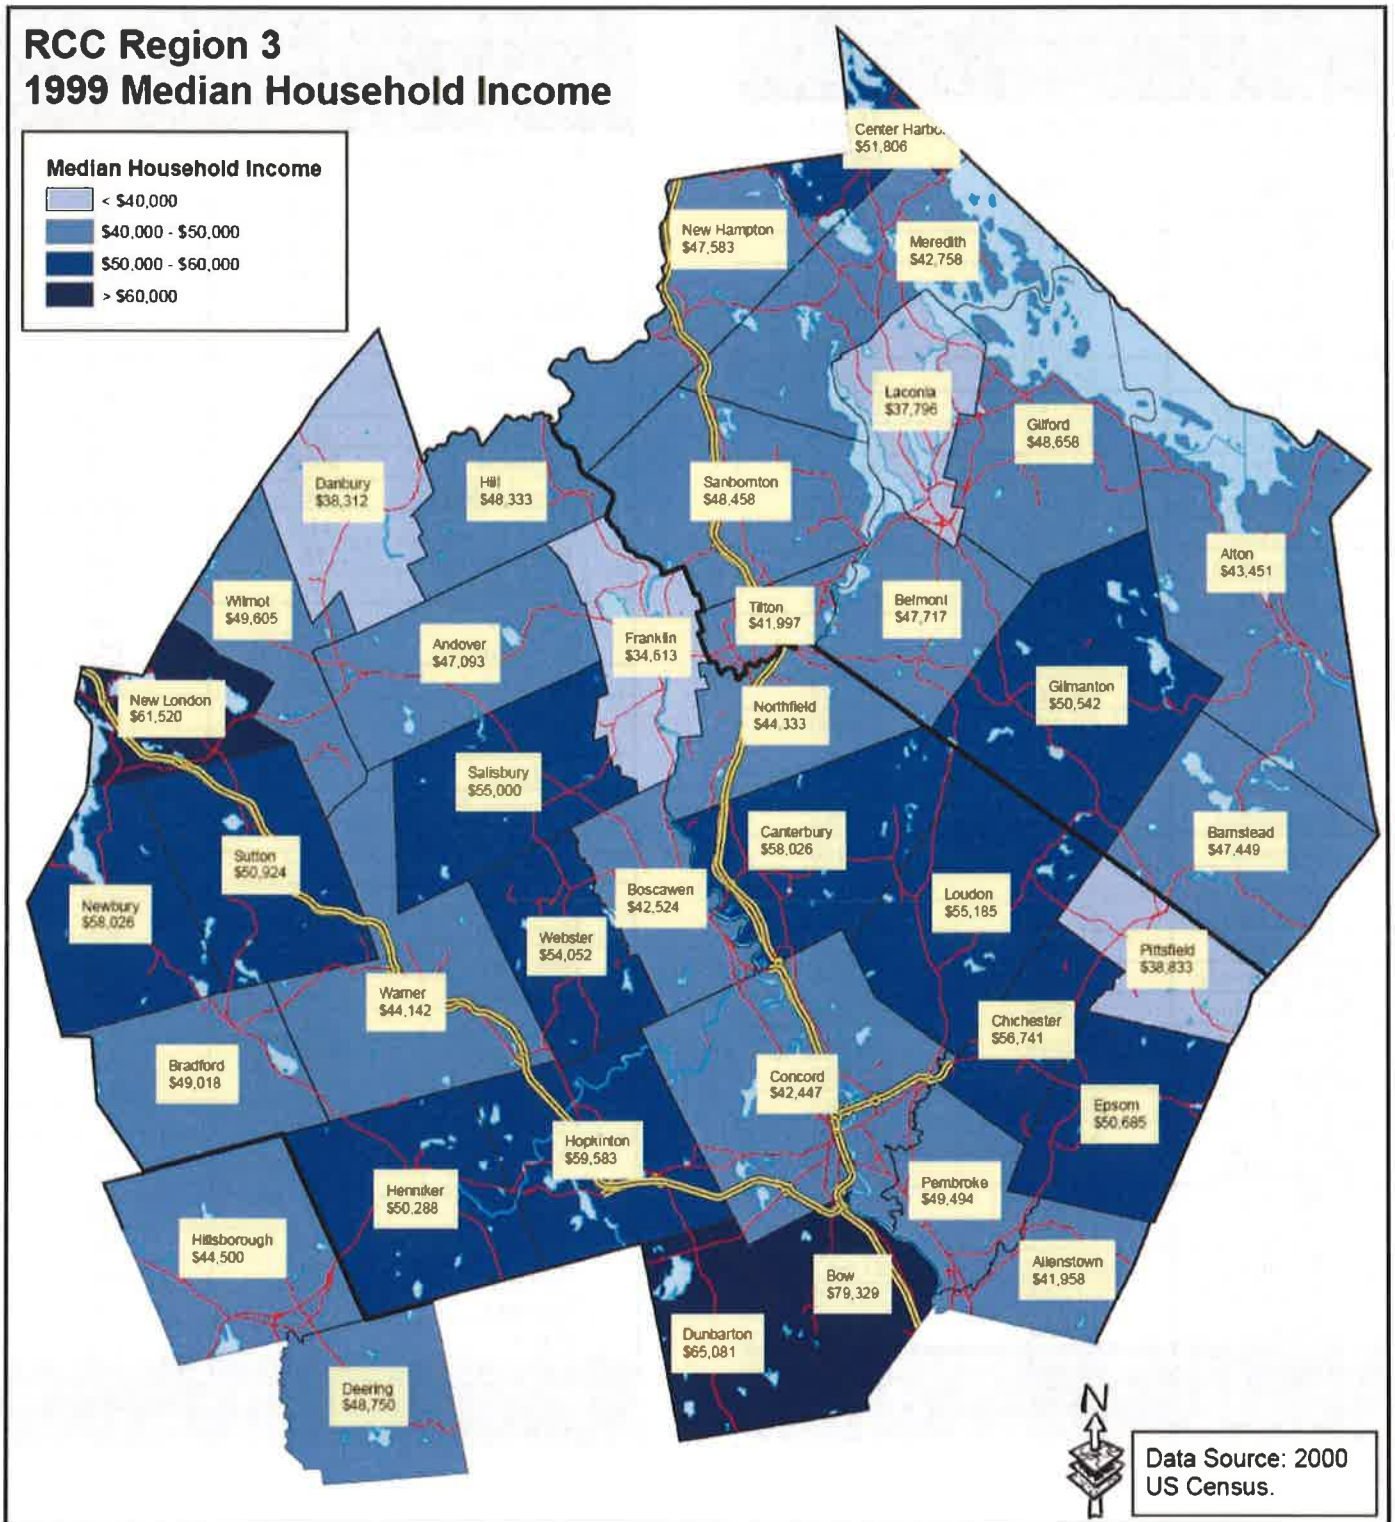 RCC Region 3
1999 Median Household Income
Median Household Income
< $40,000
$40,000 - $50,000
$50,000 - $60,000
> $60,000
Center Harbo
$51,806
New Hampton
$47,583
Meredith
$42,758
Laconia
$37,796
Gilford
$48,658
Danbury
$38,312
Hill
$48,333
Sanbornton
$48,458
Alton
$43,451
Wilmot
$49,605
Tilton
$41,997
Belmont
$47,717
Andover
$47,093
Franklin
$34,613
New London
$61,520
Northfield
$44,333
Gilmanton
$50,542
Salisbury
$55,000
Canterbury
$58,026
Barnstead
$47,449
Sutton
$50,924
Newbury
$58,026
Boscawen
$42,524
Loudon
$55,185
Webster
$54,052
Pittsfield
$38,833
Warner
$44,142
Chichester
$56,741
Bradford
$49,018
Concord
$42,447
Epsom
$50,685
Hopkinton
$59,583
Henniker
$50,288
Pembroke
$49,494
Hillsborough
$44,500
Bow
$79,329
Allenstown
$41,958
Dunbarton
$65,081
Deering
$48,750
N
Data Source: 2000
US Census.